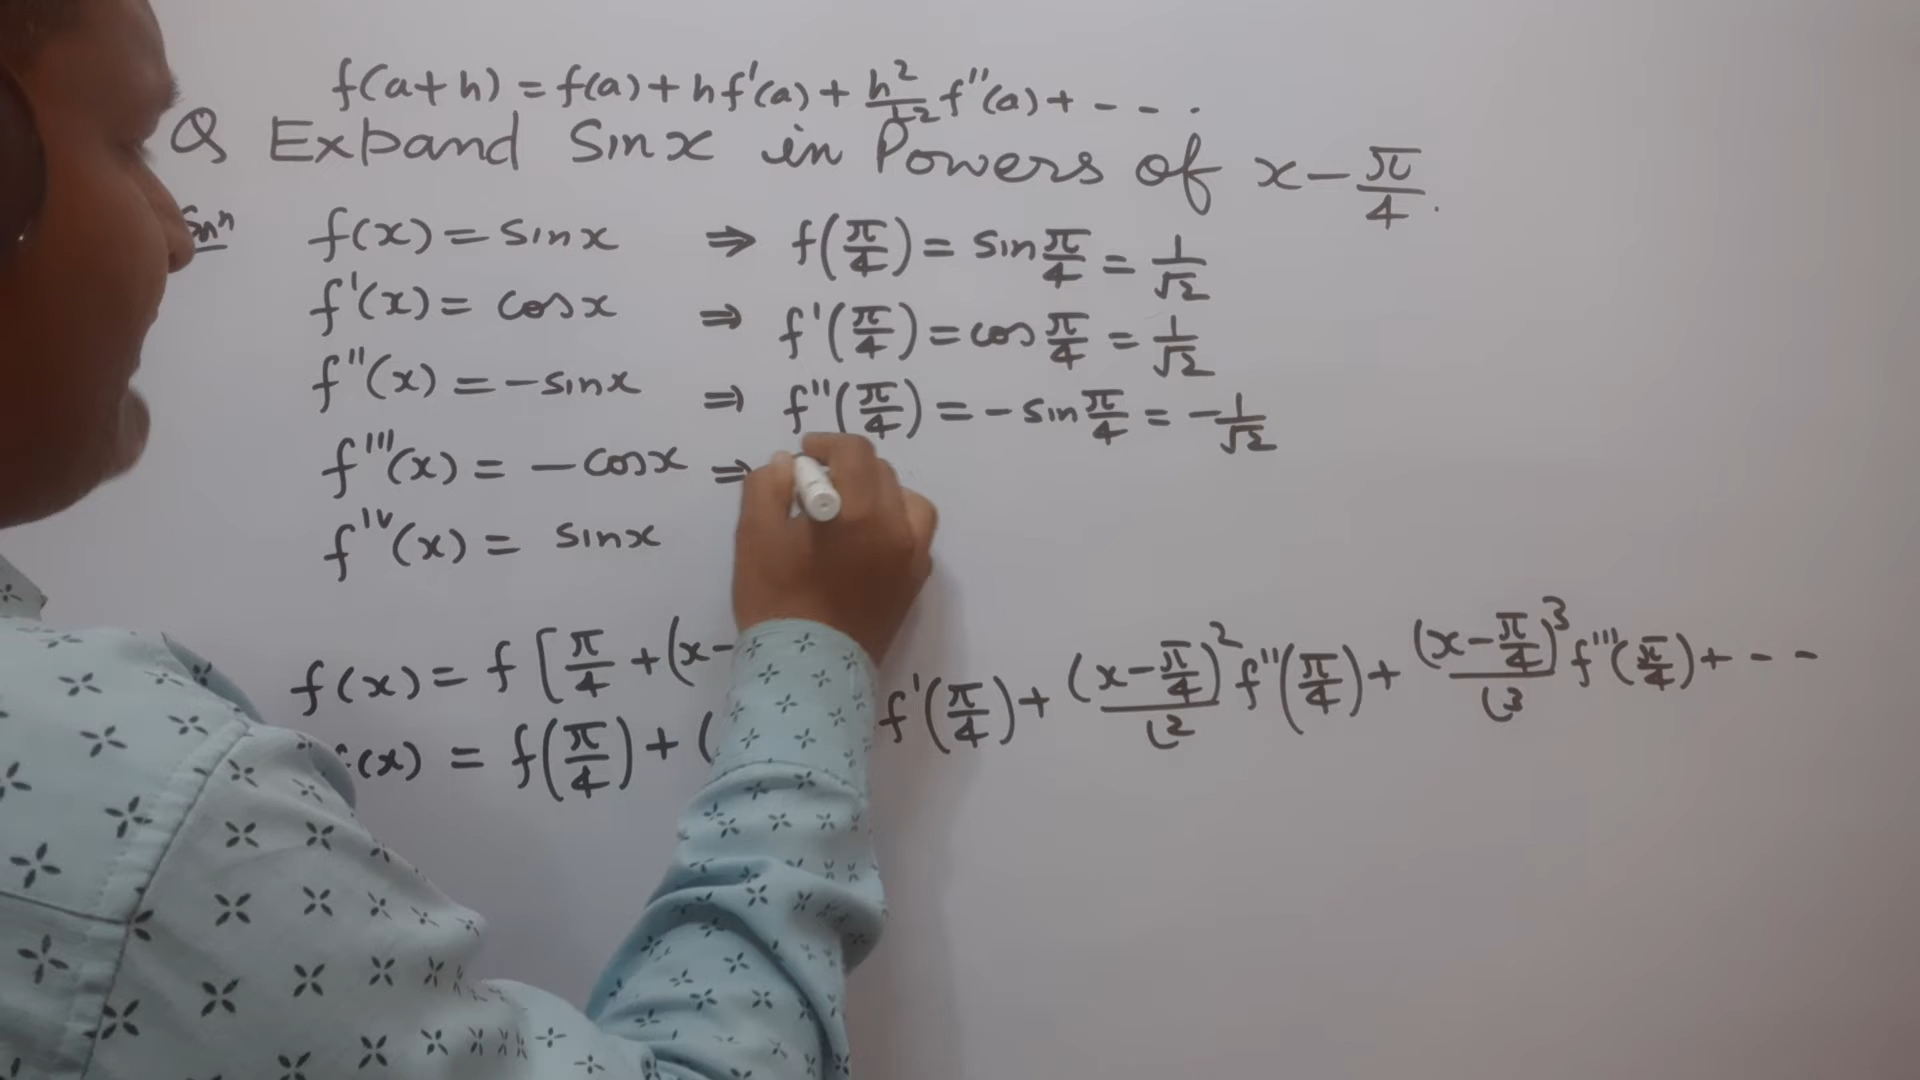 f(a+h) = f(a) + h f'(a) + h²/⌊2 f''(a) + - - - .
Q Expand Sinx in Powers of x - π/4 .
Solⁿ f(x) = sinx ⇒ f(π/4) = sin π/4 = 1/√2
f'(x) = cosx ⇒ f'(π/4) = cos π/4 = 1/√2
f''(x) = -sinx ⇒ f''(π/4) = - sin π/4 = - 1/√2
f'''(x) = - cosx ⇒
f^iv(x) = sinx
f(x) = f [π/4 + (x-
f(x) = f(π/4) + ( f'(π/4) + (x-π/4)²/⌊2 f''(π/4) + (x-π/4)³/⌊3 f'''(π/4) + - -